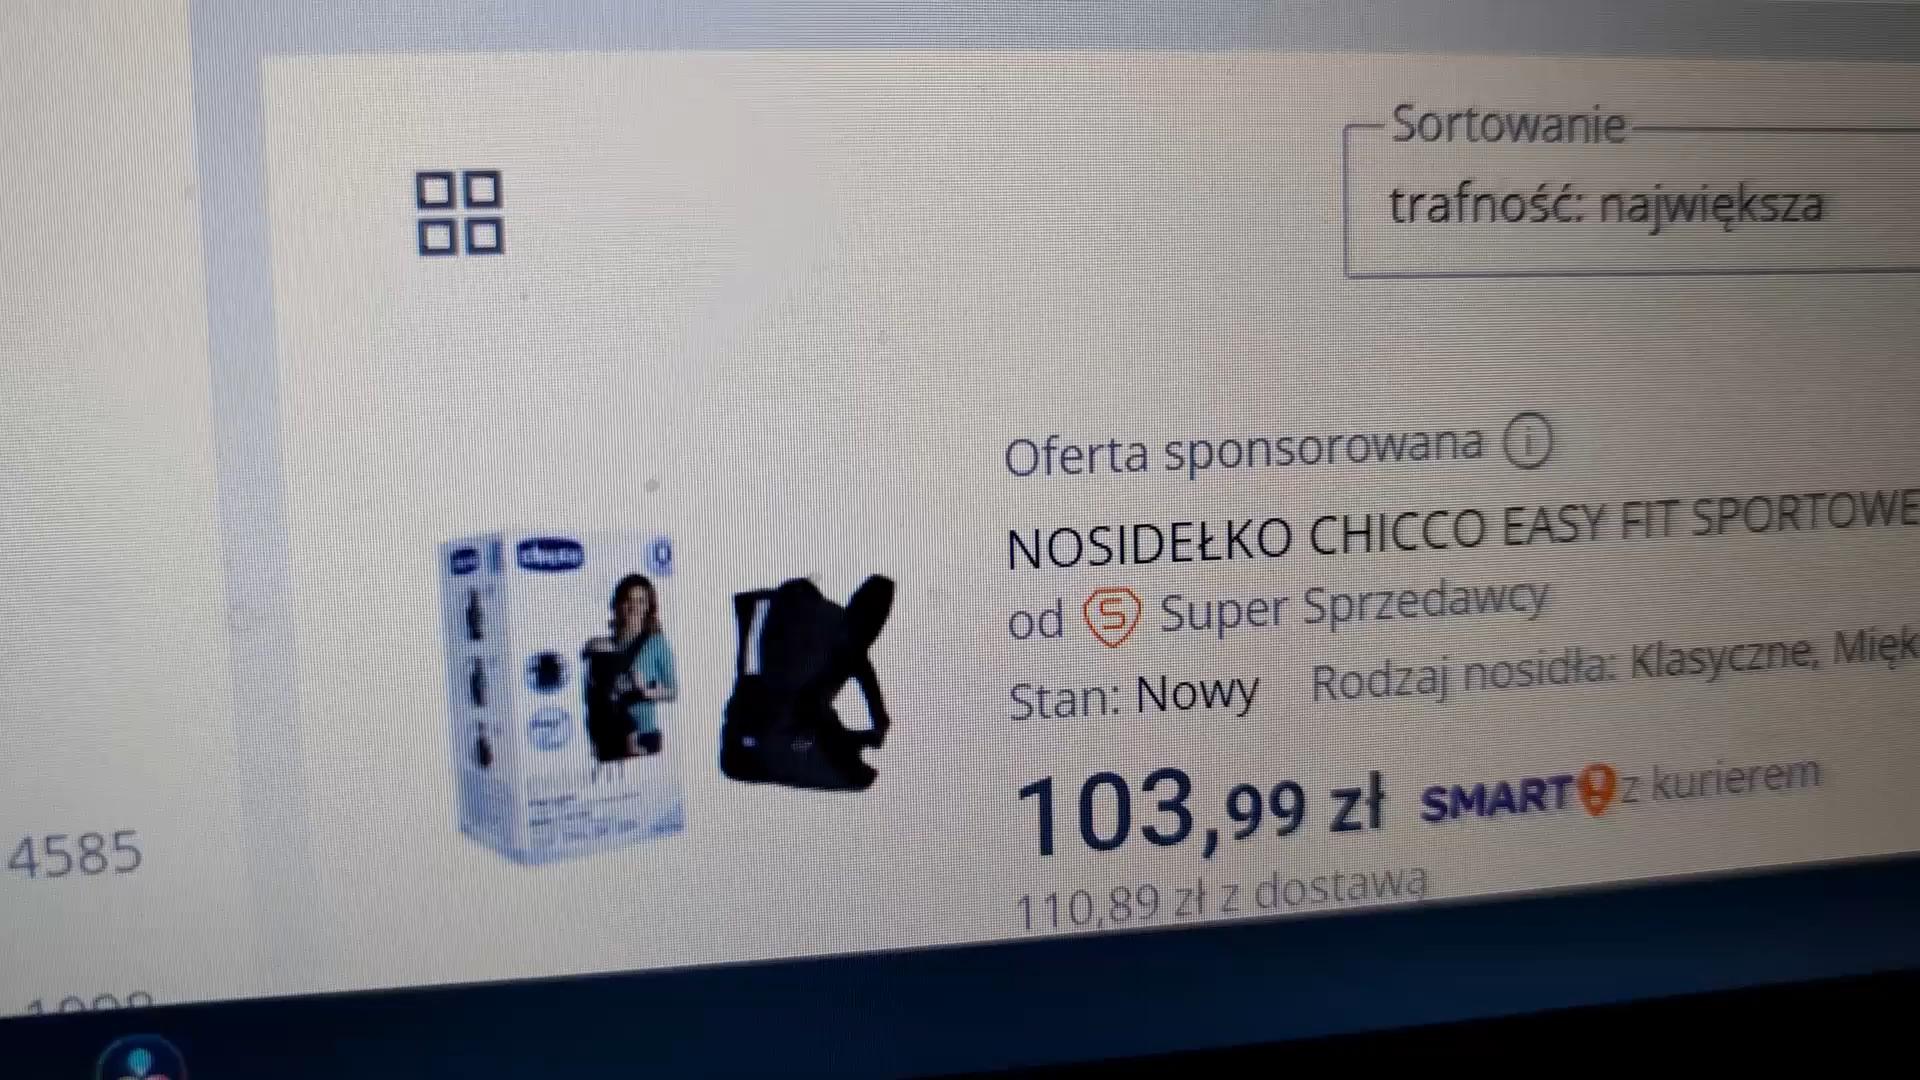 Sortowanie
trafność: największa
Oferta sponsorowana
NOSIDEŁKO CHICCO EASY FIT SPORTOWE
od S Super Sprzedawcy
Stan: Nowy Rodzaj nosidła: Klasyczne, Mięk
103,99 zł SMART z kurierem
110,89 zł z dostawą
4585